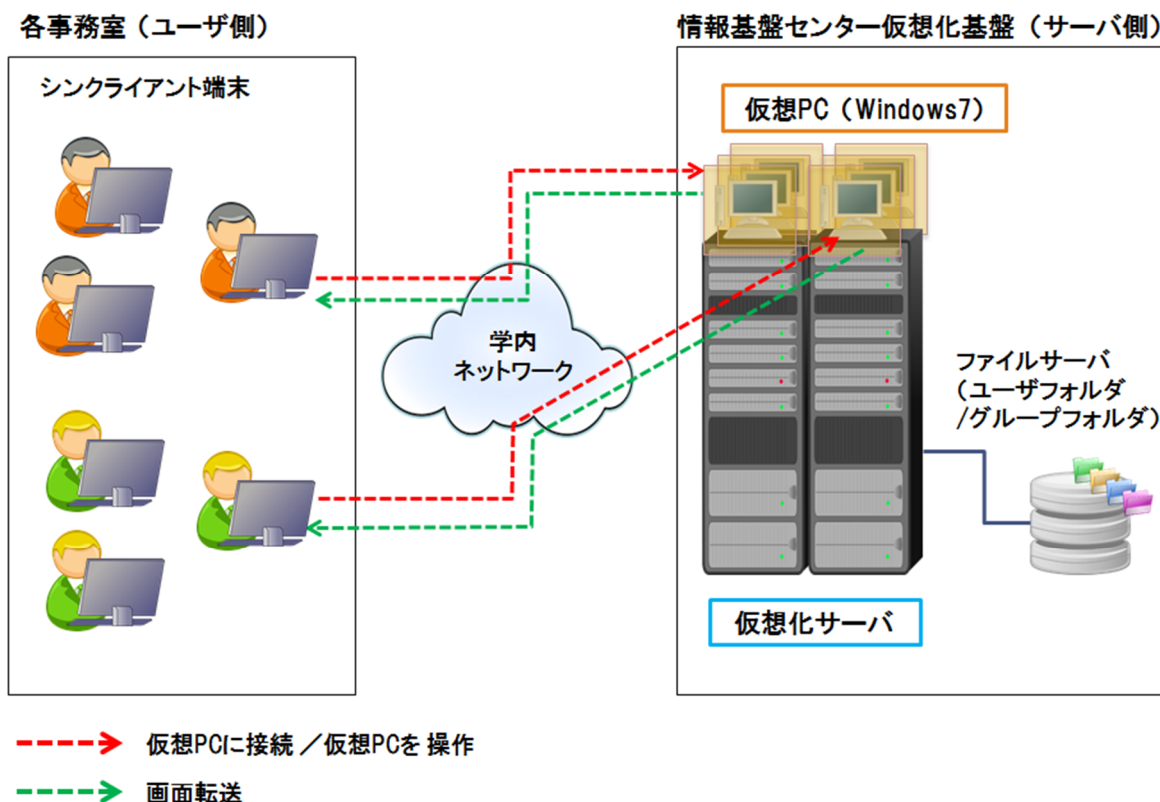 各事務室（ユーザ側）
シンクライアント端末
情報基盤センター仮想化基盤（サーバ側）
仮想PC（Windows7）
学内
ネットワーク
ファイルサーバ
（ユーザフォルダ
/グループフォルダ）
仮想化サーバ
仮想PCに接続／仮想PCを 操作
画面転送